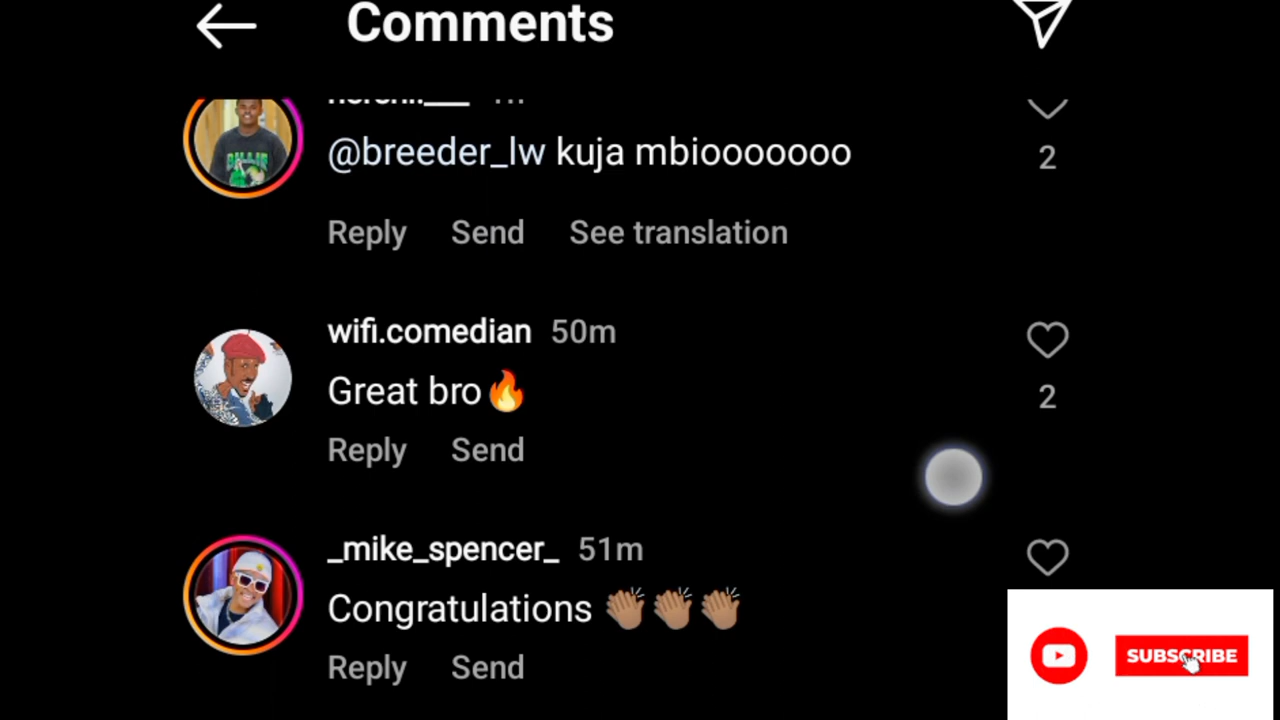 Comments
@breeder_lw kuja mbiooooooo
2
Reply Send See translation
wifi.comedian 50m
Great bro🔥
2
Reply Send
_mike_spencer_ 51m
Congratulations 👏🏽👏🏽👏🏽
Reply Send
SUBSCRIBE